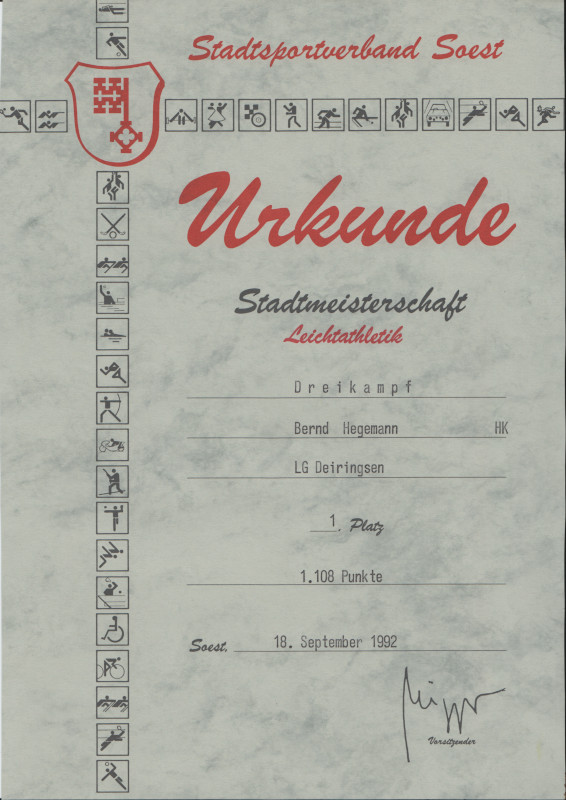 Stadtsportverband Soest
Urkunde
Stadtmeisterschaft
Leichtathletik
Dreikampf
Bernd Hegemann HK
LG Deiringsen
1. Platz
1.108 Punkte
Soest, 18. September 1992
Vorsitzender